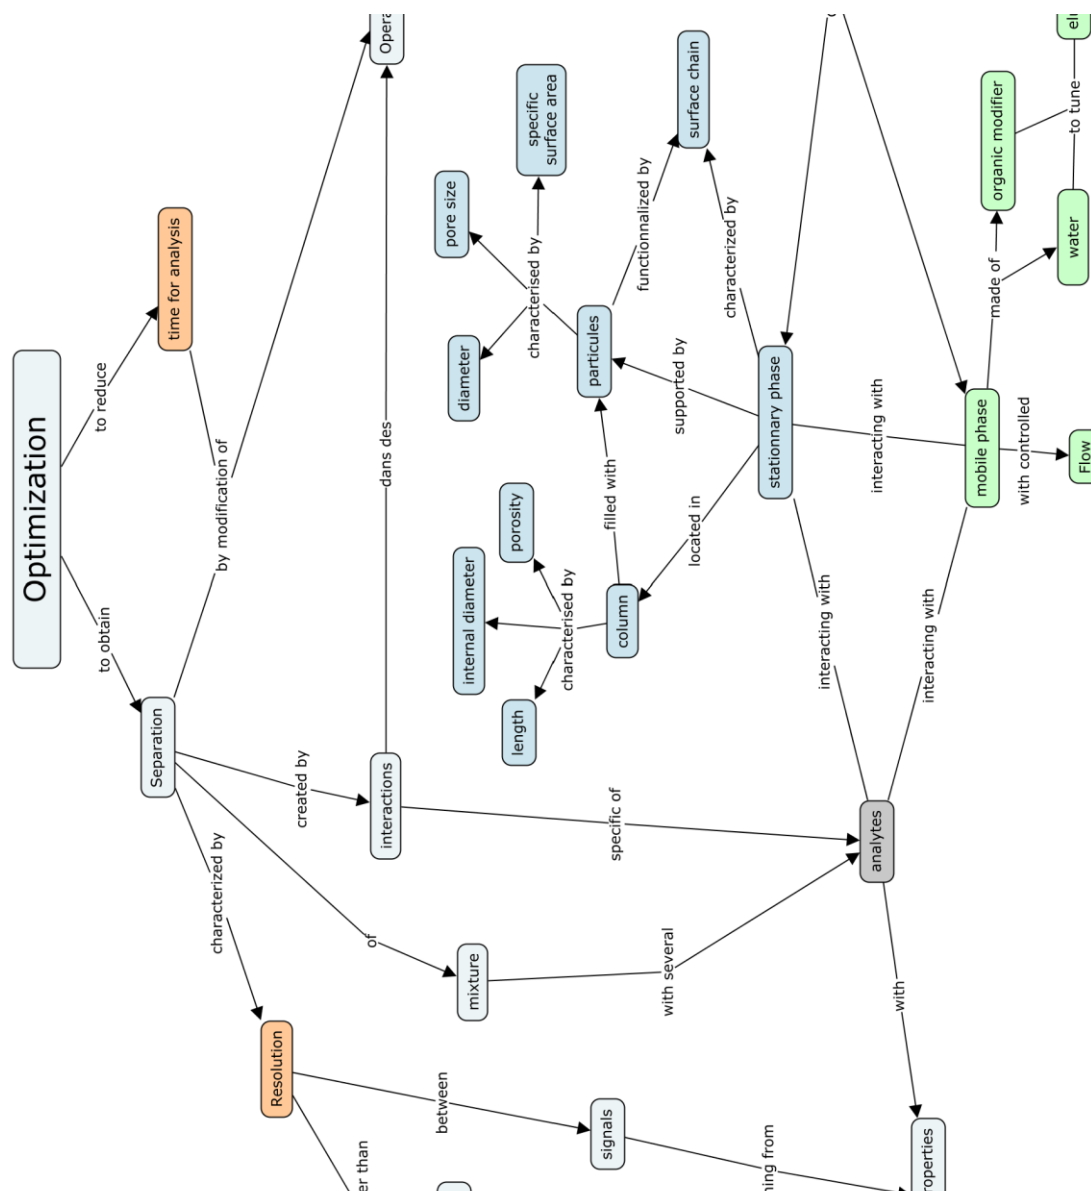 Optimization
to obtain
to reduce
Separation
time for analysis
characterized by
by modification of
Resolution
created by
er than
of
interactions
dans des
Opera
between
mixture
internal diameter
diameter
pore size
length
porosity
characterised by
specific
surface area
characterised by
signals
specific of
column
filled with
particules
functionnalized by
with several
located in
supported by
surface chain
characterized by
ning from
stationnary phase
interacting with
analytes
interacting with
with
roperties
interacting with
mobile phase
made of
organic modifier
with controlled
Flow
water
to tune